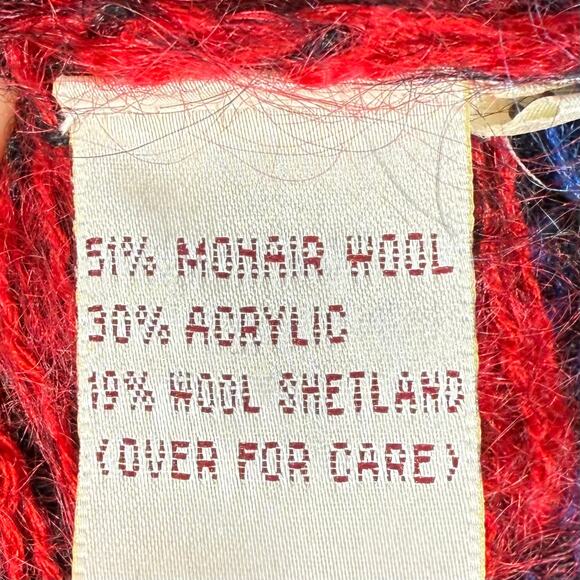 51% MOHAIR WOOL
30% ACRYLIC
19% WOOL SHETLAND
(OVER FOR CARE)